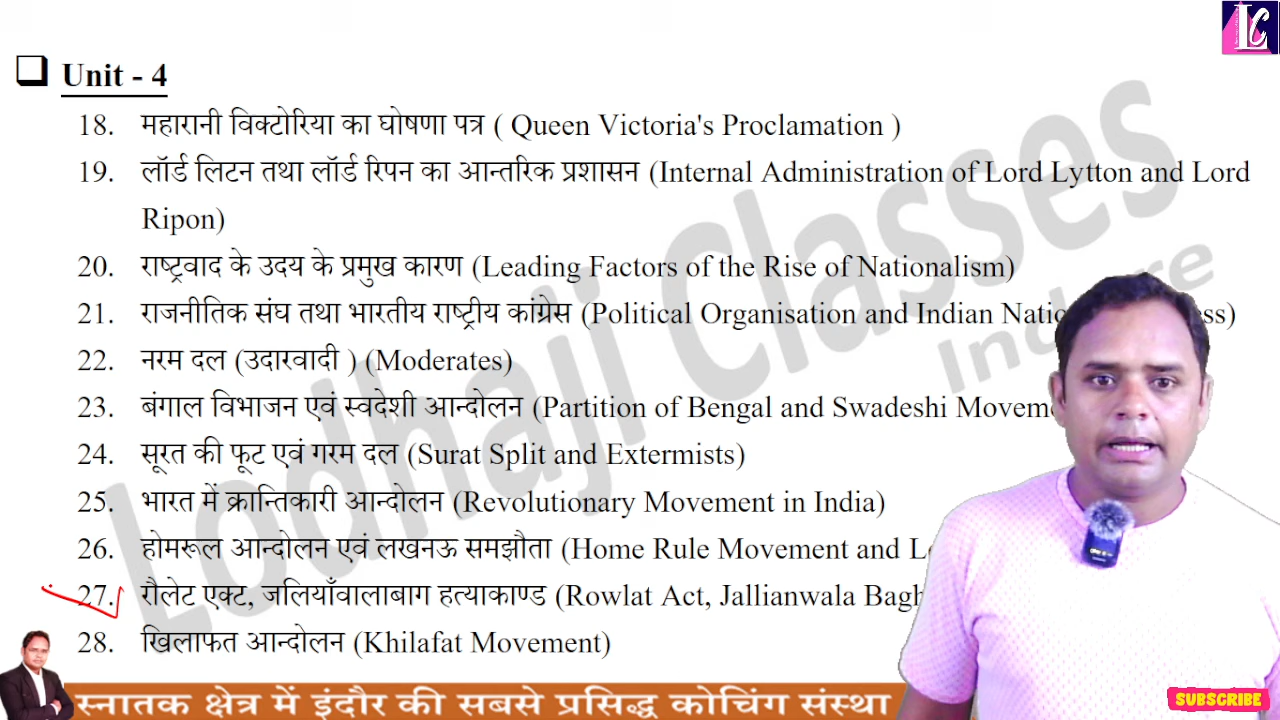 LC
❑ Unit - 4
18. महारानी विक्टोरिया का घोषणा पत्र ( Queen Victoria's Proclamation )
19. लॉर्ड लिटन तथा लॉर्ड रिपन का आन्तरिक प्रशासन (Internal Administration of Lord Lytton and Lord
Ripon)
20. राष्ट्रवाद के उदय के प्रमुख कारण (Leading Factors of the Rise of Nationalism)
21. राजनीतिक संघ तथा भारतीय राष्ट्रीय कांग्रेस (Political Organisation and Indian
22. नरम दल (उदारवादी ) (Moderates)
23. बंगाल विभाजन एवं स्वदेशी आन्दोलन (Partition of Bengal and Swadeshi
24. सूरत की फूट एवं गरम दल (Surat Split and Extermists)
25. भारत में क्रान्तिकारी आन्दोलन (Revolutionary Movement in India)
26. होमरूल आन्दोलन एवं लखनऊ समझौता (Home Rule Movement and
27. रौलेट एक्ट, जलियाँवालाबाग हत्याकाण्ड (Rowlat Act, Jallianwala Bagh
28. खिलाफत आन्दोलन (Khilafat Movement)
Lodhaji Classes
Indore
स्नातक क्षेत्र में इंदौर की सबसे प्रसिद्ध कोचिंग संस्था
SUBSCRIBE